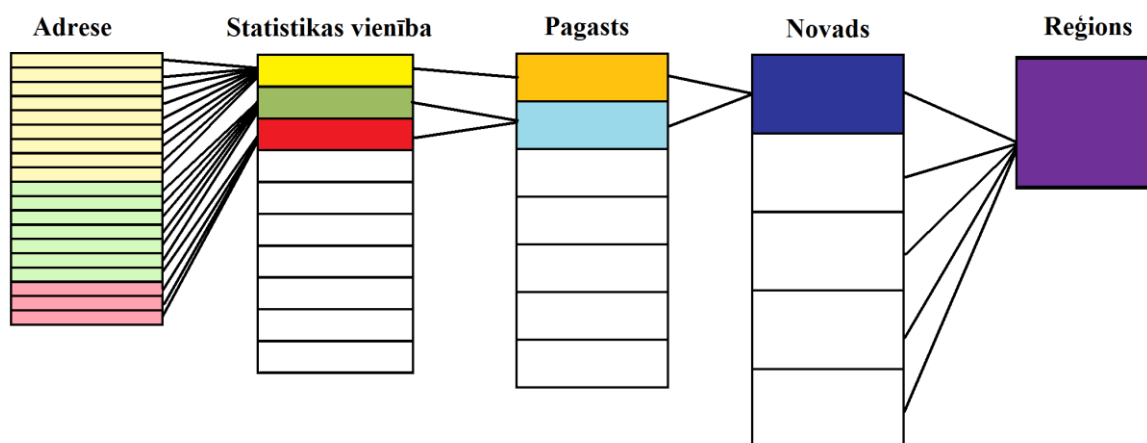 Adrese
Statistikas vienība
Pagasts
Novads
Reģions